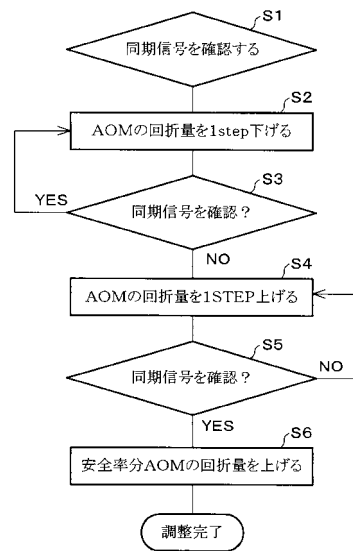 S1
同期信号を確認する
S2
AOMの回折量を1step下げる
S3
YES
同期信号を確認?
NO
S4
AOMの回折量を1STEP上げる
S5
同期信号を確認?
NO
YES
S6
安全率分AOMの回折量を上げる
調整完了